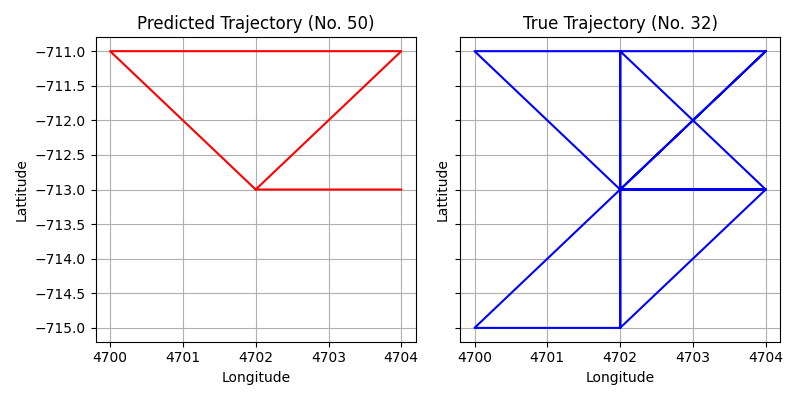 Predicted Trajectory (No. 50)
True Trajectory (No. 32)
Lattitude
−711.0
−711.5
−712.0
−712.5
−713.0
−713.5
−714.0
−714.5
−715.0
4700 4701 4702 4703 4704
Longitude
Lattitude
4700 4701 4702 4703 4704
Longitude